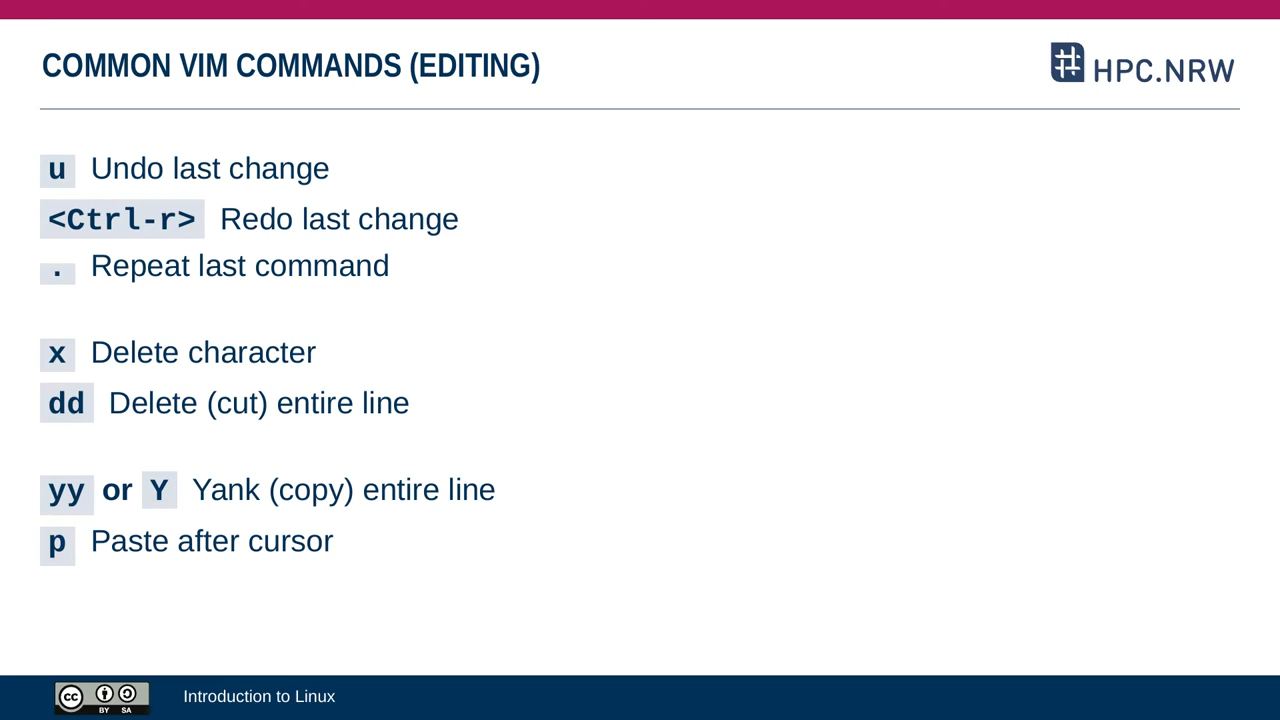 COMMON VIM COMMANDS (EDITING)
HPC.NRW
u Undo last change
<Ctrl-r> Redo last change
. Repeat last command
x Delete character
dd Delete (cut) entire line
yy or Y Yank (copy) entire line
p Paste after cursor
cc BY SA
Introduction to Linux